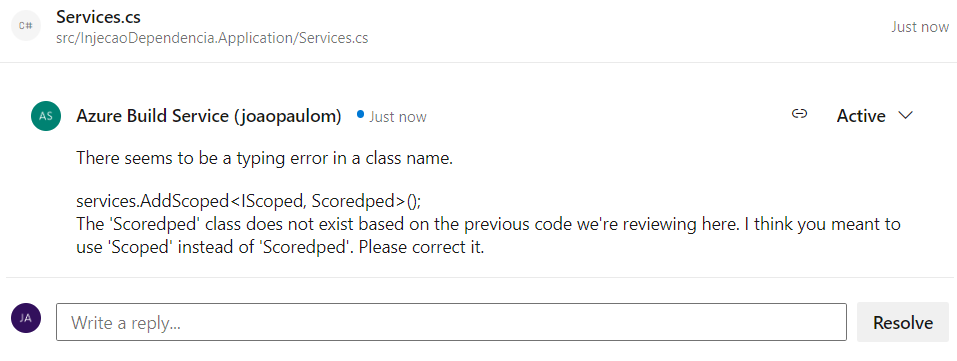 C#
Services.cs
src/InjecaoDependencia.Application/Services.cs
Just now
AS
Azure Build Service (joaopaulom)
Just now
Active
There seems to be a typing error in a class name.
services.AddScoped<IScoped, Scoredped>();
The 'Scoredped' class does not exist based on the previous code we're reviewing here. I think you meant to
use 'Scoped' instead of 'Scoredped'. Please correct it.
JA
Write a reply...
Resolve